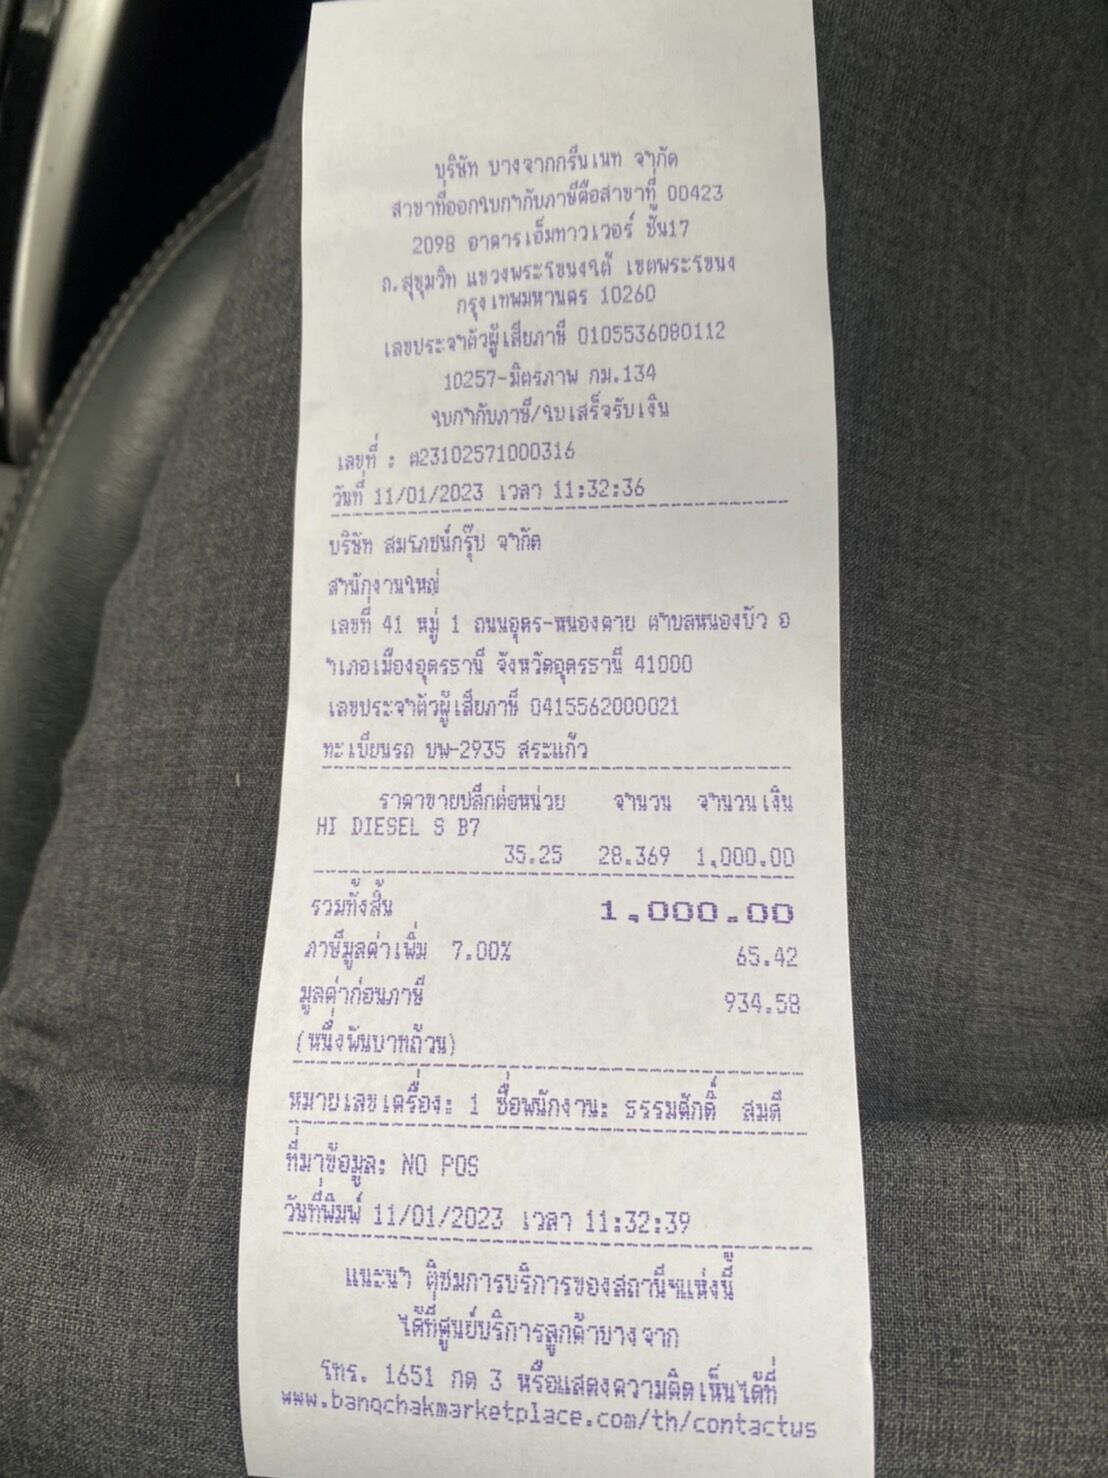 บริษัท บางจากกรีนเนท จำกัด
สาขาที่ออกใบกำกับภาษีคือสาขาที่ 00423
2098 อาคารเอ็มทาวเวอร์ ชั้น17
ถ.สุขุมวิท แขวงพระโขนงใต้ เขตพระโขนง
กรุงเทพมหานคร 10260
เลขประจำตัวผู้เสียภาษี 0105536080112
10257-มิตรภาพ กม.134
ใบกำกับภาษี/ใบเสร็จรับเงิน
เลขที่ : ต23102571000316
วันที่ 11/01/2023 เวลา 11:32:36
บริษัท สมโภชน์กรุ๊ป จำกัด
สำนักงานใหญ่
เลขที่ 41 หมู่ 1 ถนนอุดร-หนองคาย ตำบลหนองบัว อ
ำเภอเมืองอุดรธานี จังหวัดอุดรธานี 41000
เลขประจำตัวผู้เสียภาษี 0415562000021
ทะเบียนรถ บพ-2935 สระแก้ว
ราคาขายปลีกต่อหน่วย จำนวน จำนวนเงิน
HI DIESEL S B7
35.25 28.369 1,000.00
รวมทั้งสิ้น 1,000.00
ภาษีมูลค่าเพิ่ม 7.00% 65.42
มูลค่าก่อนภาษี 934.58
(หนึ่งพันบาทถ้วน)
หมายเลขเครื่อง: 1 ชื่อพนักงาน: ธรรมศักดิ์ สมดี
ที่มาข้อมูล: NO POS
วันที่พิมพ์ 11/01/2023 เวลา 11:32:39
แนะนำ ติชมการบริการของสถานีฯแห่งนี้
ได้ที่ศูนย์บริการลูกค้าบางจาก
โทร. 1651 กด 3 หรือแสดงความคิดเห็นได้ที่
www.bangchakmarketplace.com/th/contactus